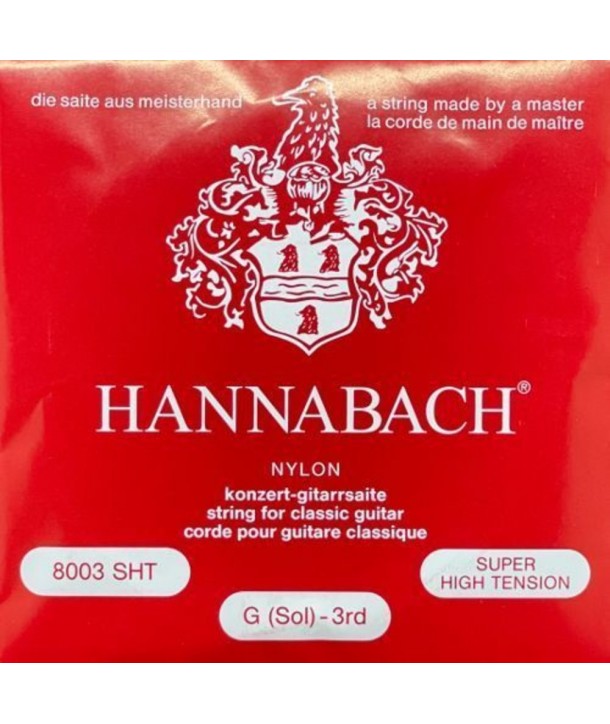 die saite aus meisterhand
a string made by a master
la corde de main de maître
HANNABACH®
NYLON
konzert-gitarrsaite
string for classic guitar
corde pour guitare classique
8003 SHT
SUPER
HIGH TENSION
G (Sol) - 3rd